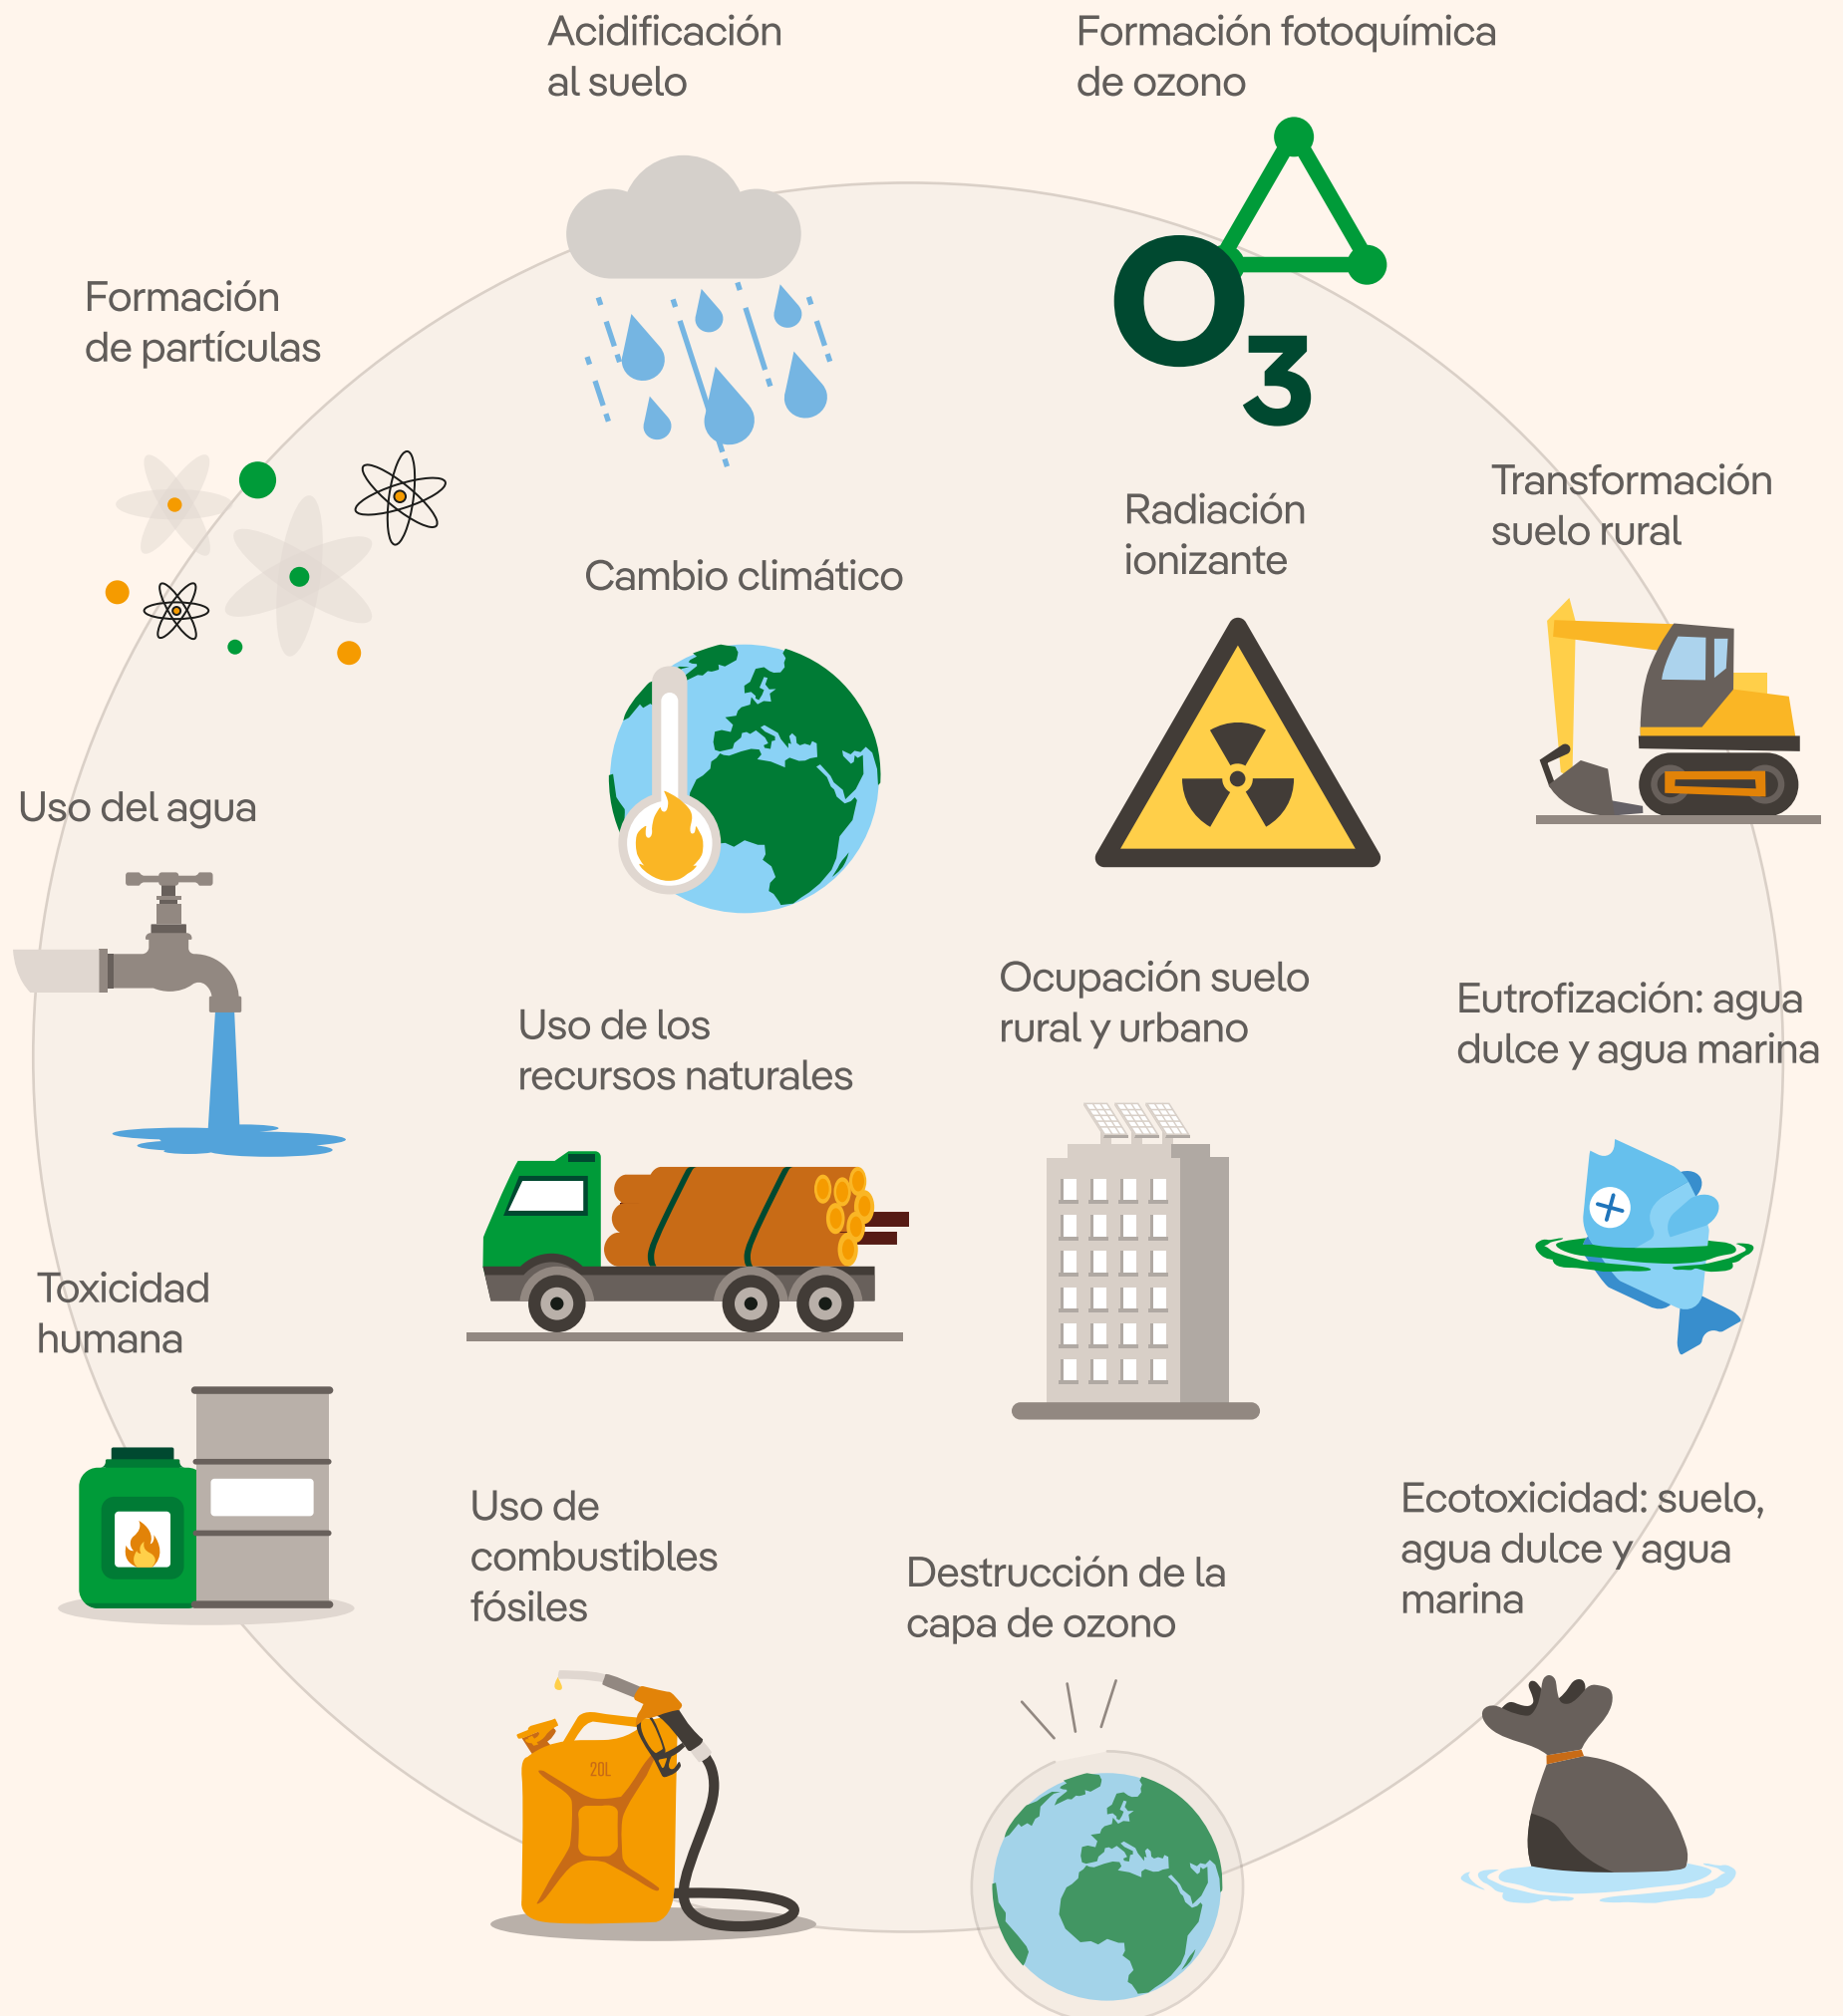 Acidificación
al suelo
Formación fotoquímica
de ozono
O3
Formación
de partículas
Cambio climático
Radiación
ionizante
Transformación
suelo rural
Uso del agua
Uso de los
recursos naturales
Ocupación suelo
rural y urbano
Eutrofización: agua
dulce y agua marina
Toxicidad
humana
Uso de
combustibles
fósiles
20L
Destrucción de la
capa de ozono
Ecotoxicidad: suelo,
agua dulce y agua
marina